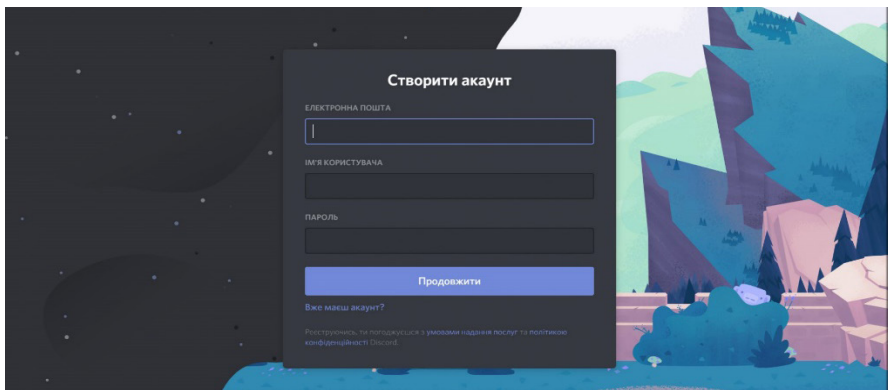 Створити акаунт
ЕЛЕКТРОННА ПОШТА
ІМ'Я КОРИСТУВАЧА
ПАРОЛЬ
Продовжити
Вже маєш акаунт?
Реєструючись, ти погоджуєшся з умовами надання послуг та політикою
конфіденційності Discord.